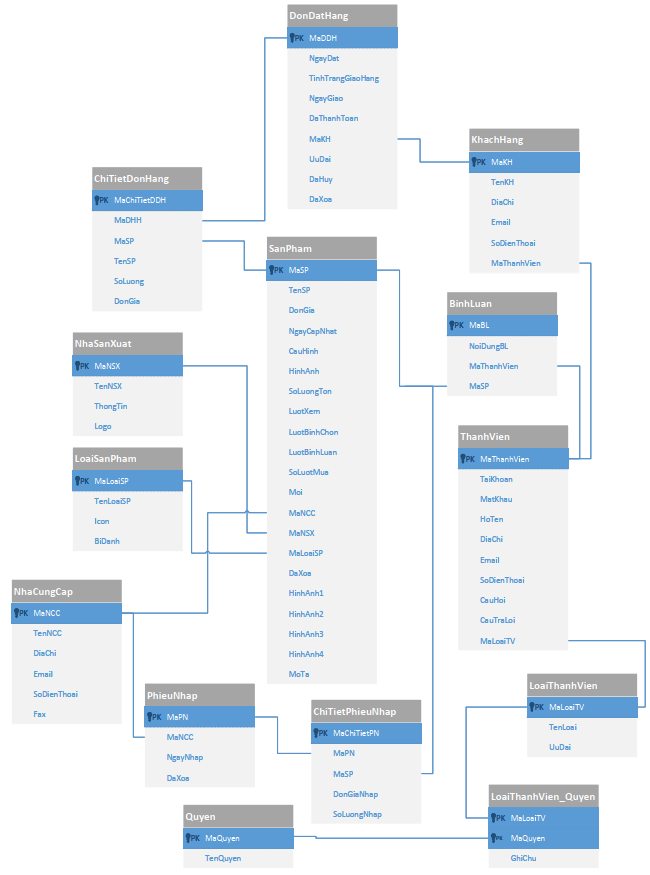 DonDatHang
PK MaDDH
NgayDat
TinhTrangGiaoHang
NgayGiao
DaThanhToan
MaKH
UuDai
DaHuy
DaXoa
KhachHang
PK MaKH
TenKH
DiaChi
Email
SoDienThoai
MaThanhVien
ChiTietDonHang
PK MaChiTietDDH
MaDHH
MaSP
TenSP
SoLuong
DonGia
SanPham
PK MaSP
TenSP
DonGia
NgayCapNhat
CauHinh
HinhAnh
SoLuongTon
LuotXem
LuotBinhChon
LuotBinhLuan
SoLuotMua
Moi
MaNCC
MaNSX
MaLoaiSP
DaXoa
HinhAnh1
HinhAnh2
HinhAnh3
HinhAnh4
MoTa
BinhLuan
PK MaBL
NoiDungBL
MaThanhVien
MaSP
NhaSanXuat
PK MaNSX
TenNSX
ThongTin
Logo
LoaiSanPham
PK MaLoaiSP
TenLoaiSP
Icon
BiDanh
ThanhVien
PK MaThanhVien
TaiKhoan
MatKhau
HoTen
DiaChi
Email
SoDienThoai
CauHoi
CauTraLoi
MaLoaiTV
NhaCungCap
PK MaNCC
TenNCC
DiaChi
Email
SoDienThoai
Fax
PhieuNhap
PK MaPN
MaNCC
NgayNhap
DaXoa
ChiTietPhieuNhap
PK MaChiTietPN
MaPN
MaSP
DonGiaNhap
SoLuongNhap
LoaiThanhVien
PK MaLoaiTV
TenLoai
UuDai
Quyen
PK MaQuyen
TenQuyen
LoaiThanhVien_Quyen
PK MaLoaiTV
PK MaQuyen
GhiChu